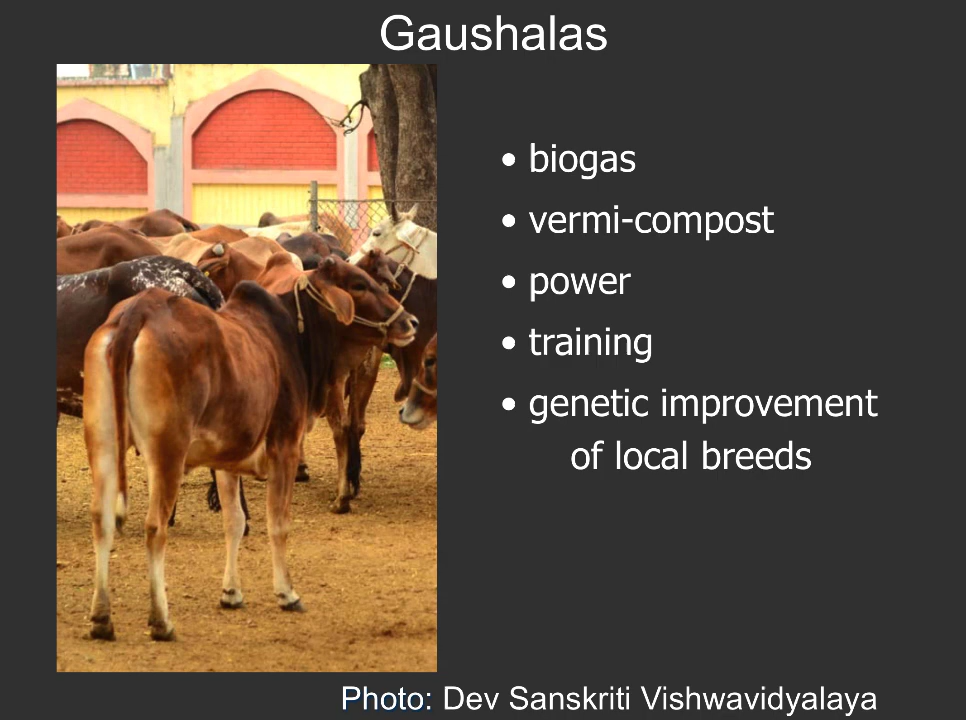 Gaushalas
• biogas
• vermi-compost
• power
• training
• genetic improvement
of local breeds
Photo: Dev Sanskriti Vishwavidyalaya